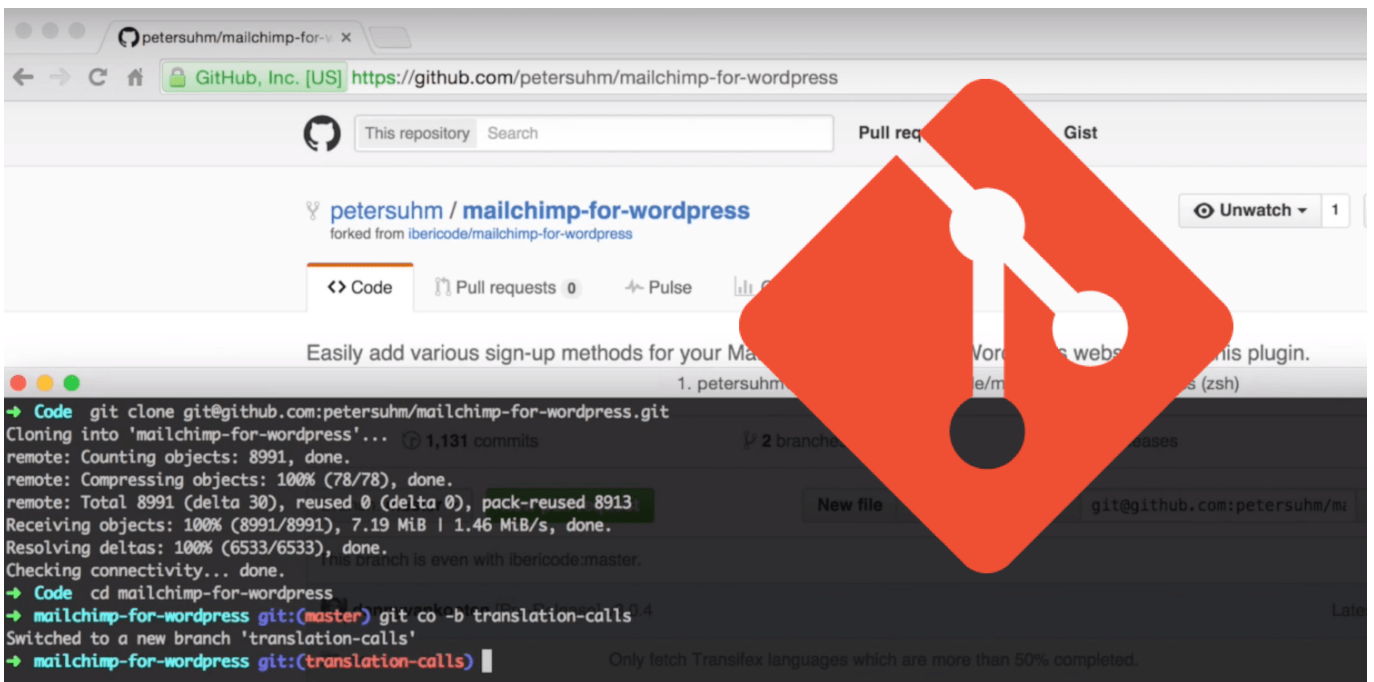 petersuhm/mailchimp-for-w ×
GitHub, Inc. [US] https://github.com/petersuhm/mailchimp-for-wordpress
This repository Search Pull Gist
petersuhm / mailchimp-for-wordpress
Unwatch 1
forked from ibericode/mailchimp-for-wordpress
Code Pull requests 0 Pulse
Easily add various sign-up methods for your plugin.
1. petersuhm (zsh)
➜ Code git clone git@github.com:petersuhm/mailchimp-for-wordpress.git
Cloning into 'mailchimp-for-wordpress'...
1,131 commits 2 branches
remote: Counting objects: 8991, done.
remote: Compressing objects: 100% (78/78), done.
remote: Total 8991 (delta 30), reused 0 (delta 0), pack-reused 8913
New file git@github.com:petersuhm/ma
Receiving objects: 100% (8991/8991), 7.19 MiB | 1.46 MiB/s, done.
Resolving deltas: 100% (6533/6533), done.
This branch is even with ibericode:master.
Checking connectivity... done.
➜ Code cd mailchimp-for-wordpress
➜ mailchimp-for-wordpress git:(master) git co -b translation-calls
Switched to a new branch 'translation-calls'
➜ mailchimp-for-wordpress git:(translation-calls)
Only fetch Transifex languages which are more than 50% completed.